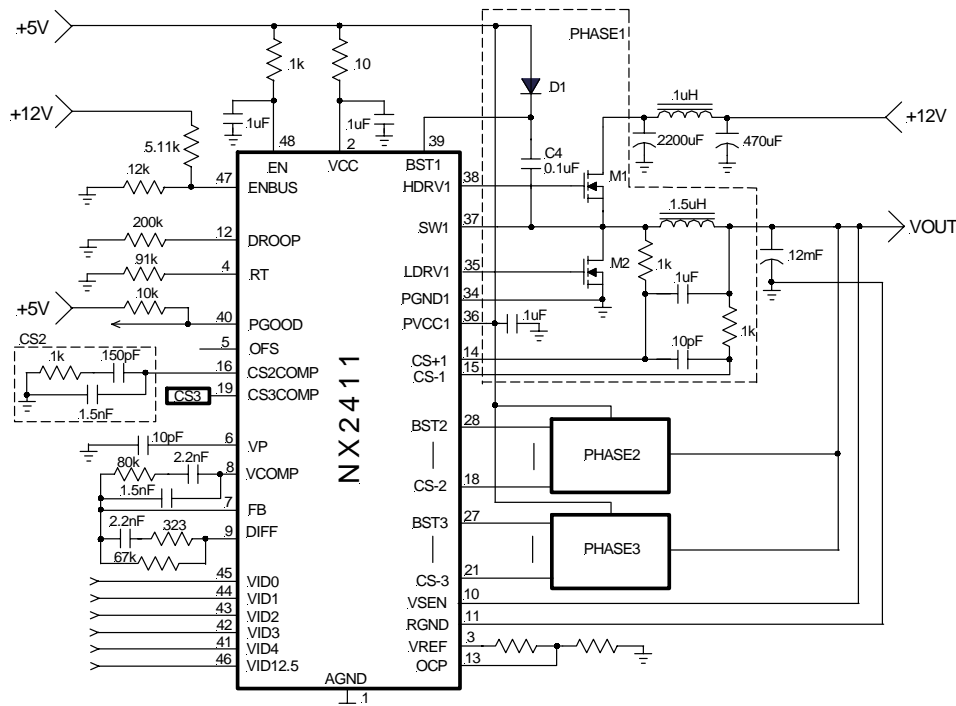 +5V
PHASE1
1k
10
D1
+12V
1uF
1uF
1uH
+12V
5.11k
48
2
39
2200uF
470uF
EN
VCC
BST1
C4
0.1uF
12k
47
ENBUS
HDRV1
38
M1
1.5uH
200k
12
DROOP
SW1
37
VOUT
91k
4
RT
LDRV1
35
M2
1k
12mF
10k
PGND1
34
1uF
+5V
40
PGOOD
PVCC1
36
1uF
1k
CS2
5
OFS
10pF
1k
150pF
16
CS2COMP
CS+1
14
CS3
19
CS3COMP
CS-1
15
1.5nF
NX2411
10pF
6
VP
BST2
28
80k
2.2nF
8
VCOMP
PHASE2
1.5nF
CS-2
18
7
FB
2.2nF
323
9
DIFF
BST3
27
67k
PHASE3
45
VID0
CS-3
21
44
VID1
VSEN
10
43
VID2
RGND
11
42
VID3
VREF
3
41
VID4
OCP
13
46
VID12.5
AGND
1